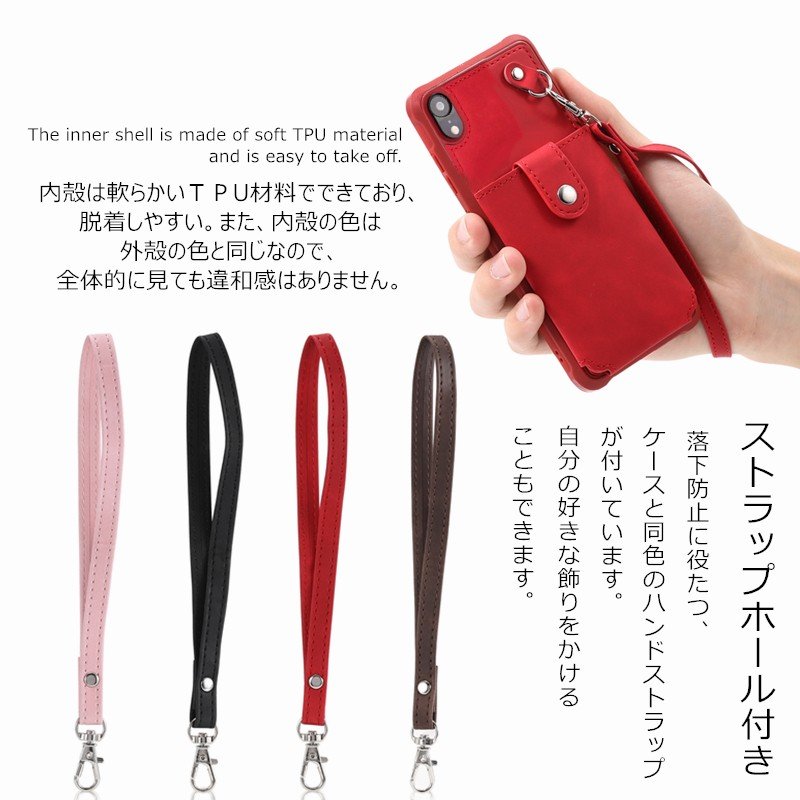 The inner shell is made of soft TPU material
and is easy to take off.
内殻は軟らかいＴＰＵ材料でできており、
脱着しやすい。また、内殻の色は
外殻の色と同じなので、
全体的に見ても違和感はありません。
ストラップホール付き
落下防止に役たつ、
ケースと同色のハンドストラップ
が付いています。
自分の好きな飾りをかける
こともできます。